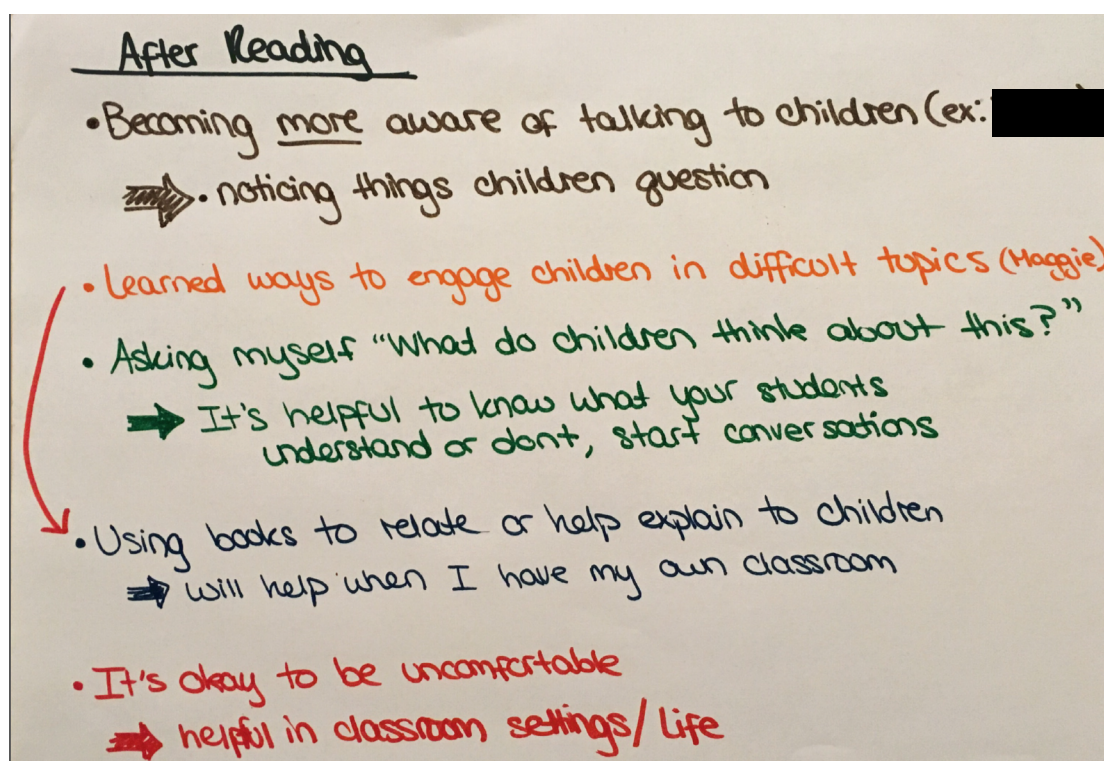 After Reading
• Becoming more aware of talking to children (ex:
• noticing things children question
• Learned ways to engage children in difficult topics (Maggie)
• Asking myself "What do children think about this?"
It's helpful to know what your students
understand or dont, start conversations
• Using books to relate or help explain to children
will help when I have my own classroom
• It's okay to be uncomfortable
helpful in classroom settings/Life